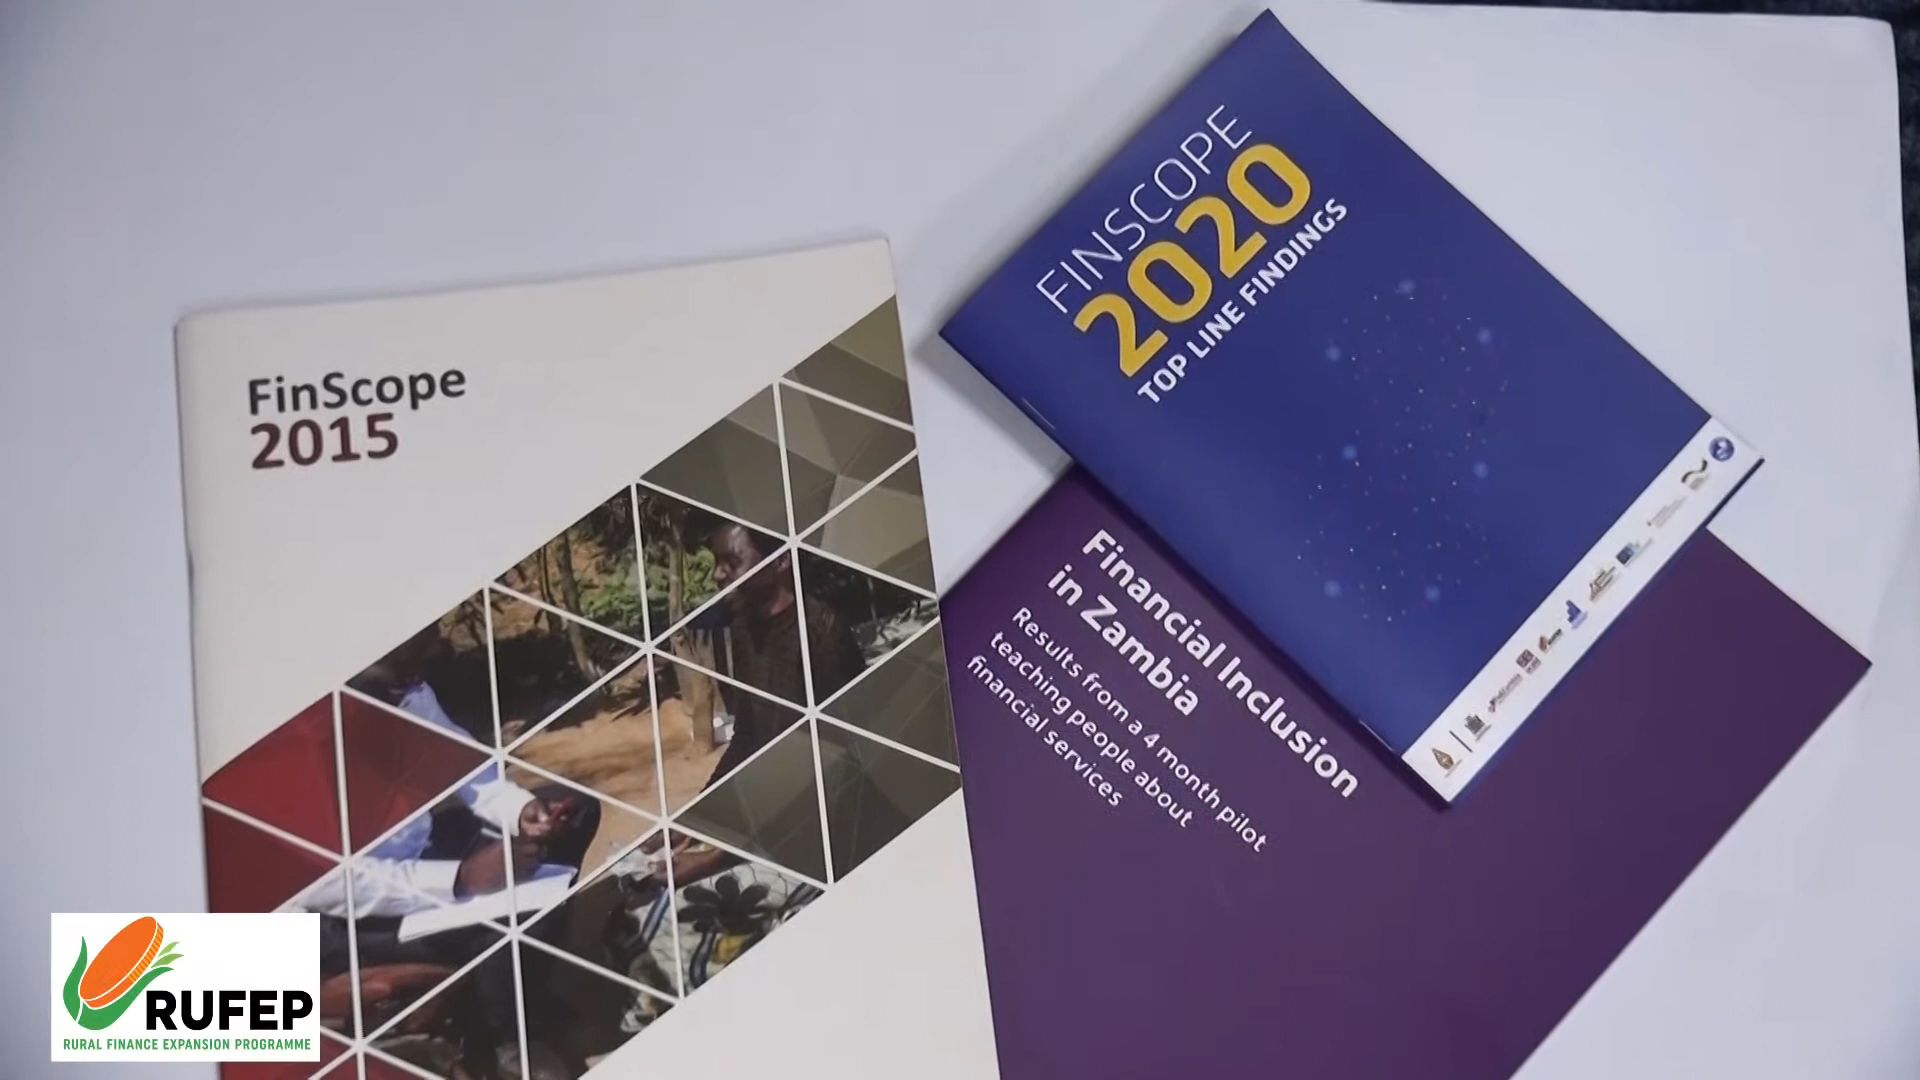 FinScope
2015
FINSCOPE
2020
TOP LINE FINDINGS
Financial Inclusion
in Zambia
Results from a 4 month pilot
teaching people about
financial services
RUFEP
RURAL FINANCE EXPANSION PROGRAMME